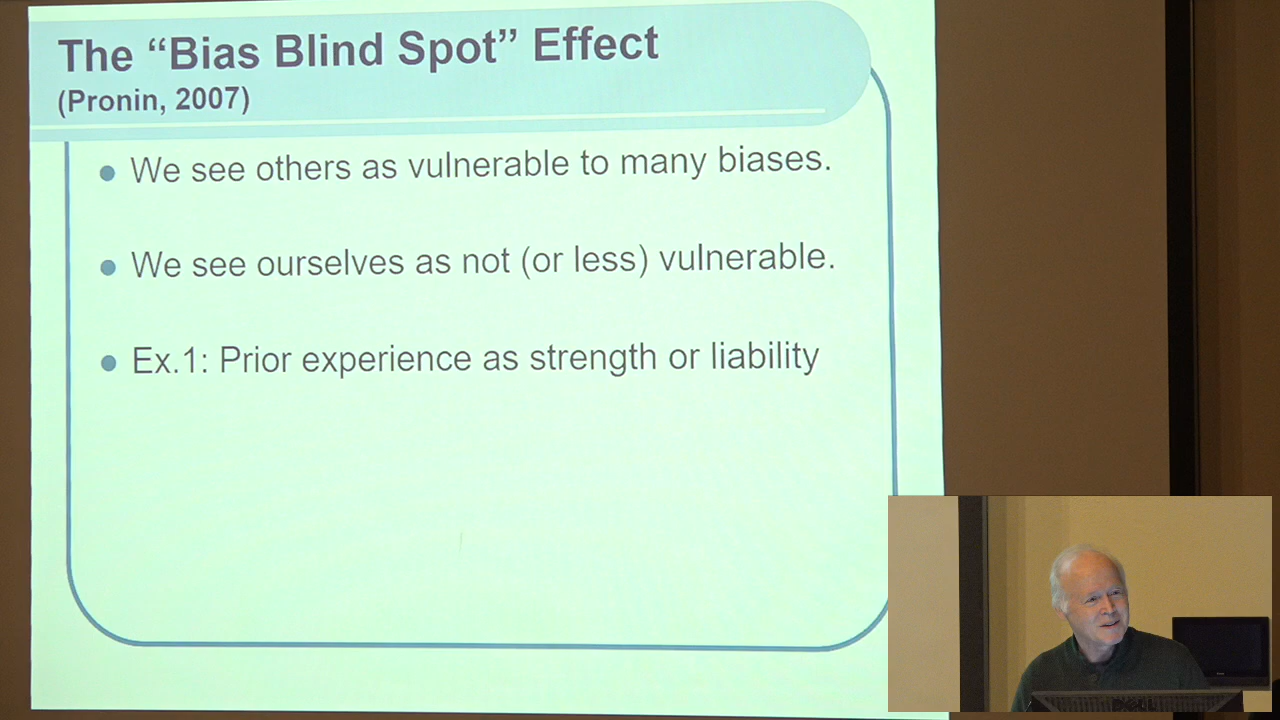 The “Bias Blind Spot” Effect
(Pronin, 2007)
● We see others as vulnerable to many biases.
● We see ourselves as not (or less) vulnerable.
● Ex.1: Prior experience as strength or liability
DELL